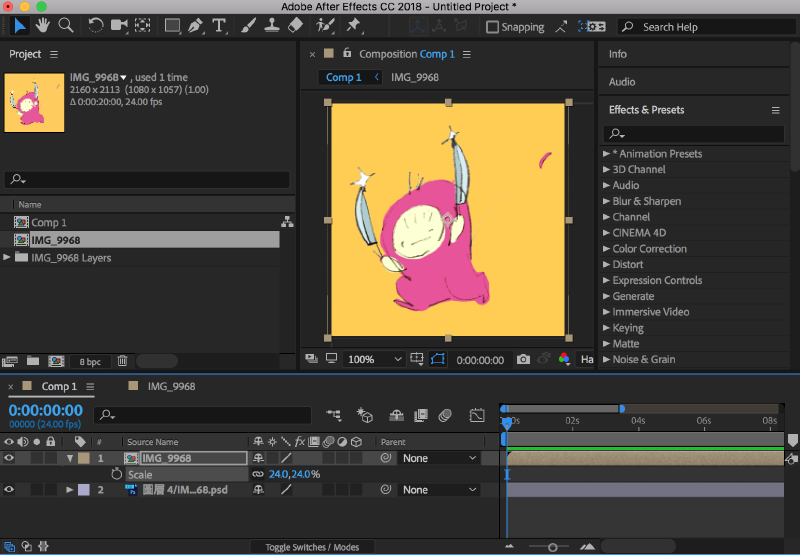 Adobe After Effects CC 2018 - Untitled Project *
Snapping
Search Help
Project
IMG_9968 , used 1 time
2160 x 2113 (1080 x 1057) (1.00)
Δ 0:00:20:00, 24.00 fps
Name
Comp 1
IMG_9968
IMG_9968 Layers
8 bpc
Composition Comp 1
Comp 1
IMG_9968
100%
0:00:00:00
Ha
Info
Audio
Effects & Presets
* Animation Presets
3D Channel
Audio
Blur & Sharpen
Channel
CINEMA 4D
Color Correction
Distort
Expression Controls
Generate
Immersive Video
Keying
Matte
Noise & Grain
Comp 1
IMG_9968
0:00:00:00
00000 (24.00 fps)
# Source Name
fx
Parent
02s 04s 06s 08s
1 IMG_9968 None
Scale 24.0,24.0%
2 圖層 4/IM…68.psd None
Toggle Switches / Modes